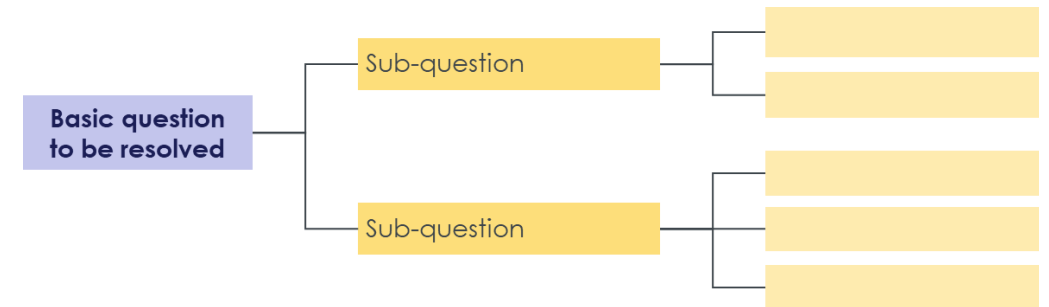 Basic question
to be resolved
Sub-question
Sub-question